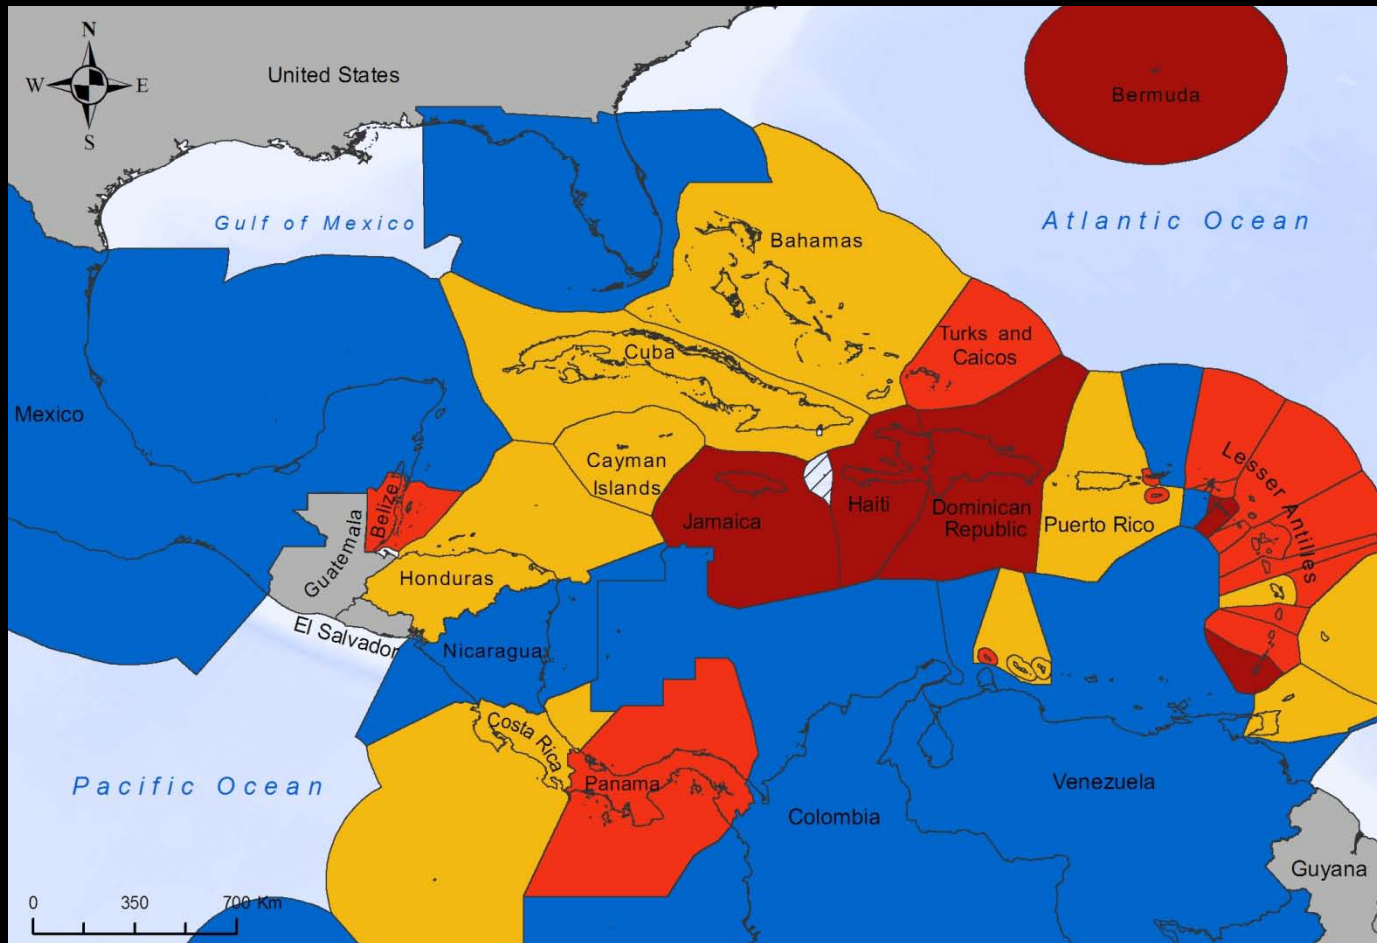 N
W E
S
United States
Bermuda
Gulf of Mexico
Atlantic Ocean
Bahamas
Turks and
Caicos
Cuba
Mexico
Cayman
Islands
Lesser Antilles
Belize
Jamaica
Haiti
Dominican
Republic
Puerto Rico
Guatemala
Honduras
El Salvador
Nicaragua
Costa Rica
Pacific Ocean
Panama
Venezuela
Colombia
Guyana
0 350 700 Km